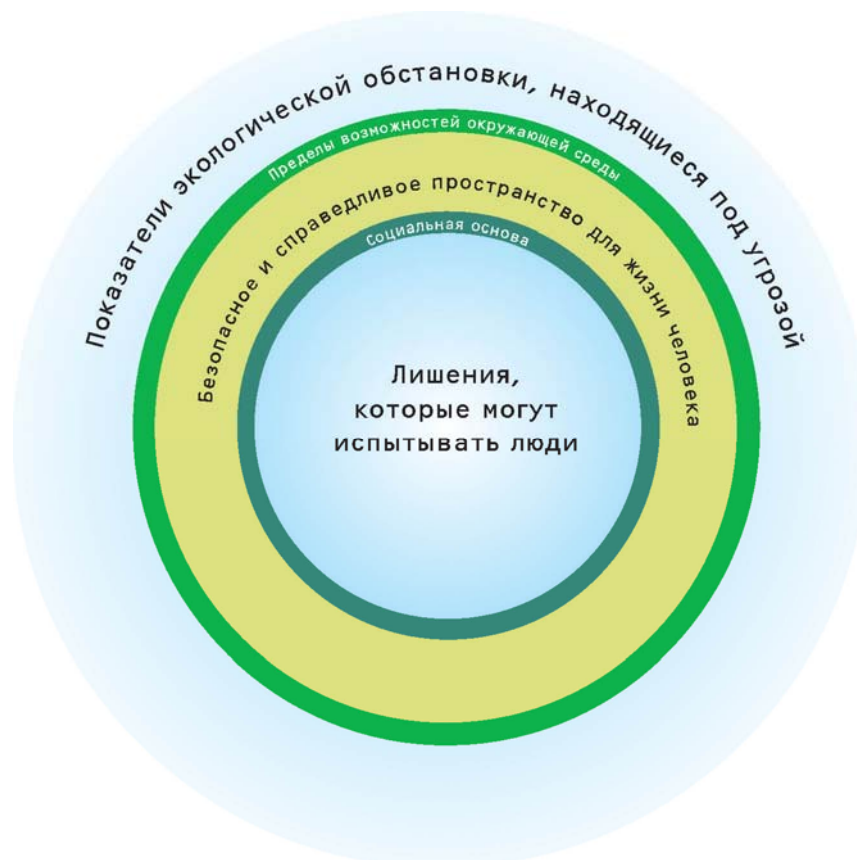 Показатели экологической обстановки, находящиеся под угрозой
Пределы возможностей окружающей среды
Безопасное и справедливое пространство для жизни человека
Социальная основа
Лишения,
которые могут
испытывать люди